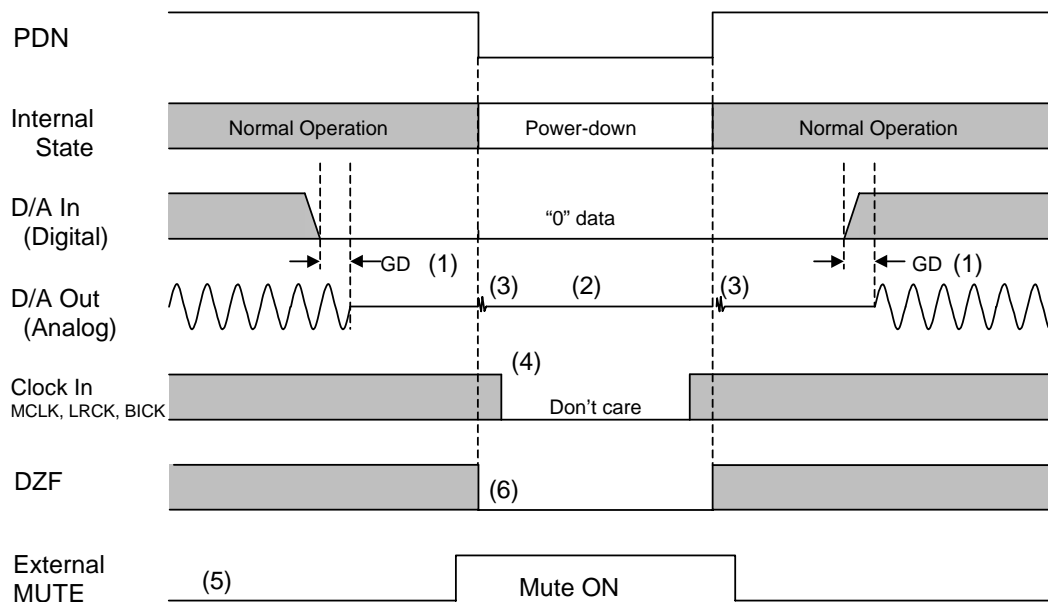 PDN
Internal
State
Normal Operation
Power-down
Normal Operation
D/A In
(Digital)
“0” data
GD (1)
GD (1)
D/A Out
(Analog)
(3)
(2)
(3)
Clock In
MCLK, LRCK, BICK
(4)
Don’t care
DZF
(6)
External
MUTE
(5)
Mute ON